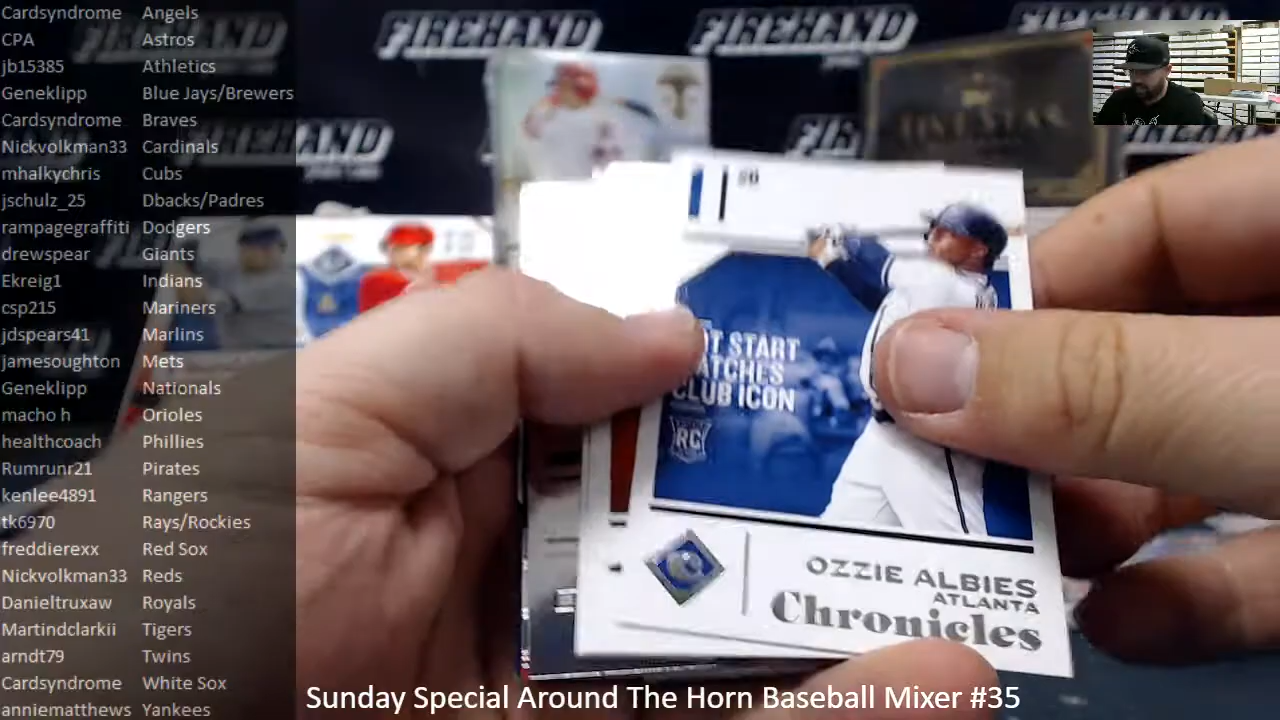 Cardsyndrome Angels
CPA Astros
jb15385 Athletics
Geneklipp Blue Jays/Brewers
Cardsyndrome Braves
Nickvolkman33 Cardinals
mhalkychris Cubs
jschulz_25 Dbacks/Padres
rampagegraffiti Dodgers
drewspear Giants
Ekreig1 Indians
csp215 Mariners
jdspears41 Marlins
jamesoughton Mets
Geneklipp Nationals
macho h Orioles
healthcoach Phillies
Rumrunr21 Pirates
kenlee4891 Rangers
tk6970 Rays/Rockies
freddierexx Red Sox
Nickvolkman33 Reds
Danieltruxaw Royals
Martindclarkii Tigers
arndt79 Twins
Cardsyndrome White Sox
anniematthews Yankees
FIREHAND
FIREHAND
FIREHAND
START
CLUB ICON
RC
OZZIE ALBIES
ATLANTA
Chronicles
Sunday Special Around The Horn Baseball Mixer #35